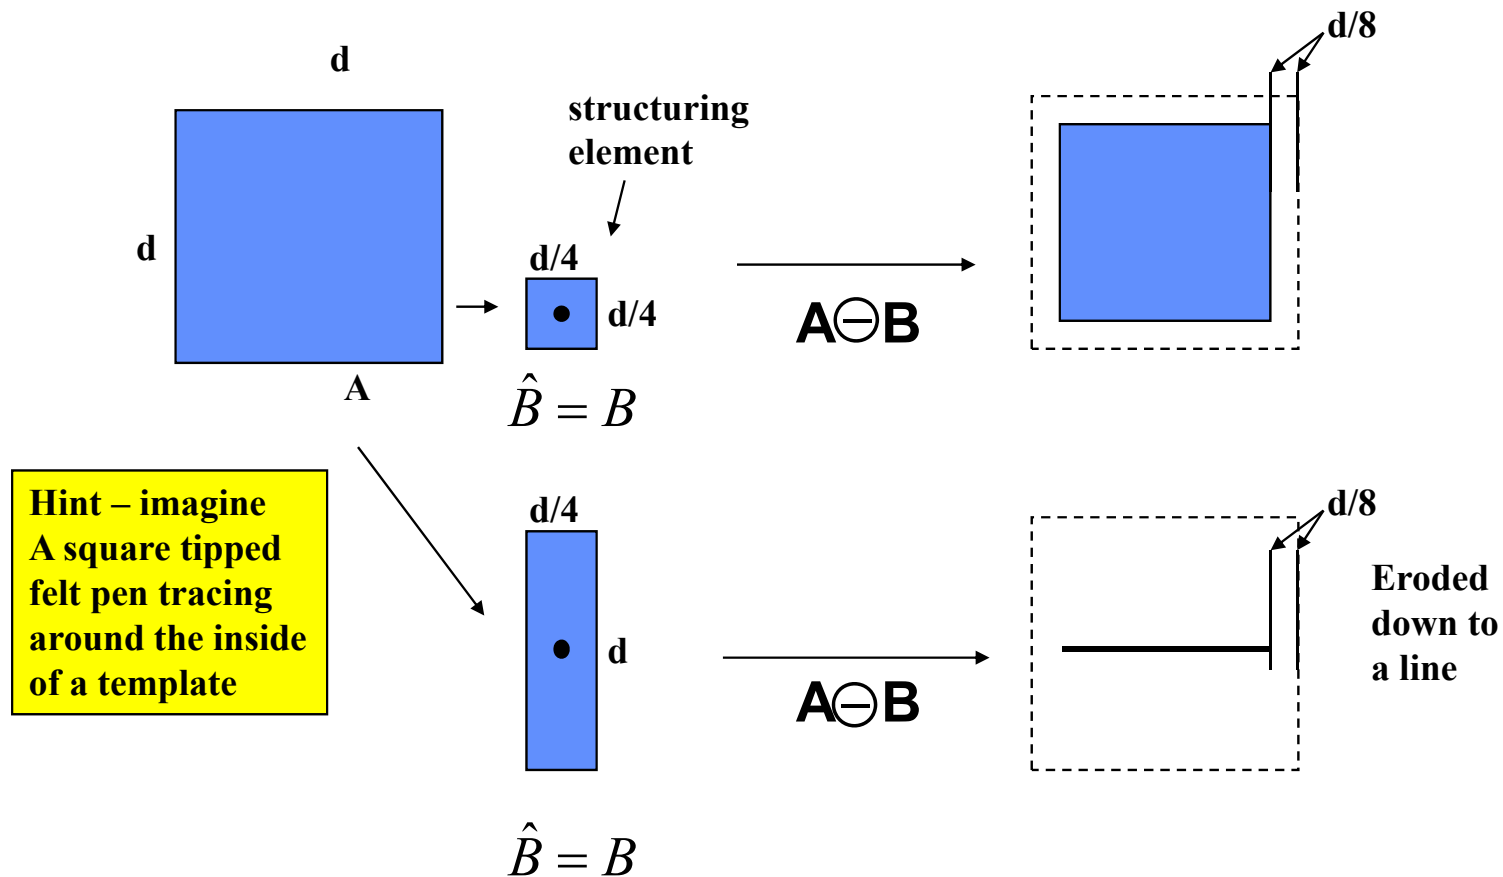 d
d
A
structuring
element
d/4
d/4
B̂ = B
A⊖B
d/8
Hint – imagine
A square tipped
felt pen tracing
around the inside
of a template
d/4
d
B̂ = B
A⊖B
d/8
Eroded
down to
a line